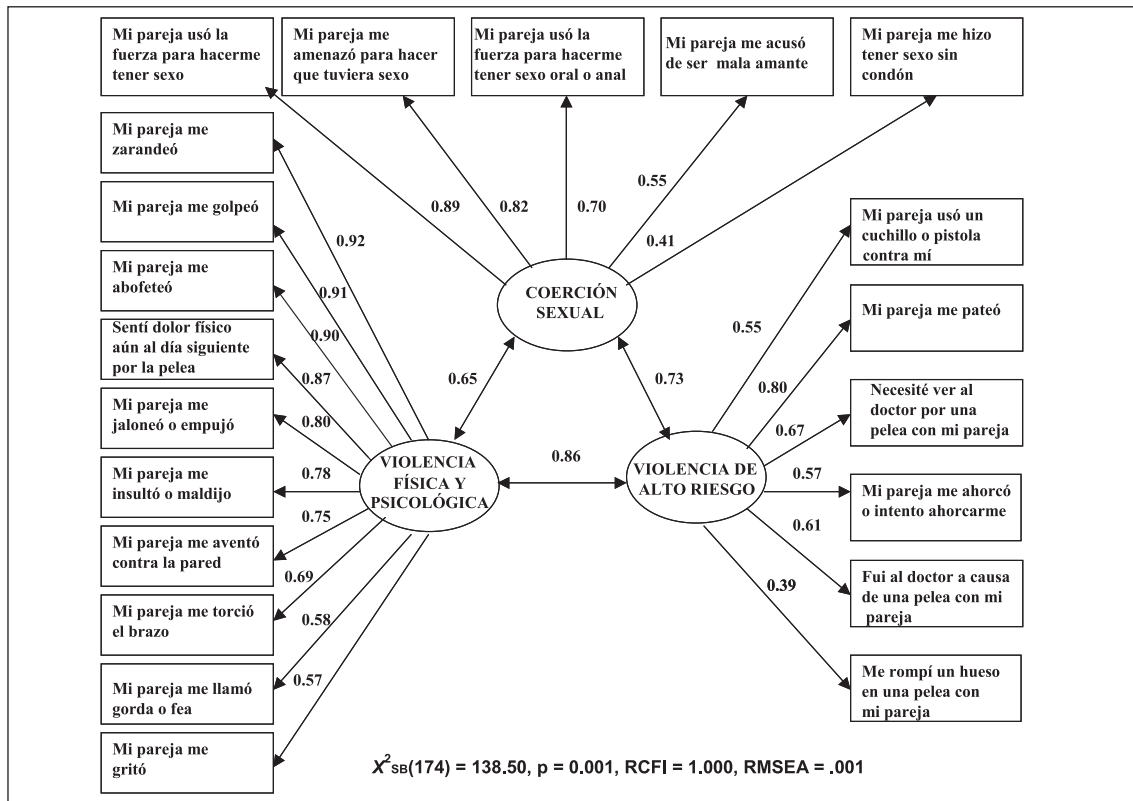 Mi pareja usó la
fuerza para hacerme
tener sexo
Mi pareja me
amenazó para hacer
que tuviera sexo
Mi pareja usó la
fuerza para hacerme
tener sexo oral o anal
Mi pareja me acusó
de ser mala amante
Mi pareja me hizo
tener sexo sin
condón
Mi pareja me
zarandeó
Mi pareja me golpeó
Mi pareja me
abofeteó
Sentí dolor físico
aún al día siguiente
por la pelea
Mi pareja me
jaloneó o empujó
Mi pareja me
insultó o maldijo
Mi pareja me aventó
contra la pared
Mi pareja me torció
el brazo
Mi pareja me llamó
gorda o fea
Mi pareja me
gritó
0.89
0.82
0.70
0.55
0.41
COERCIÓN
SEXUAL
0.92
0.91
0.90
0.87
0.80
0.78
0.75
0.69
0.58
0.57
VIOLENCIA
FÍSICA Y
PSICOLÓGICA
0.65
0.73
0.86
VIOLENCIA DE
ALTO RIESGO
0.55
0.80
0.67
0.57
0.61
0.39
Mi pareja usó un
cuchillo o pistola
contra mí
Mi pareja me pateó
Necesité ver al
doctor por una
pelea con mi pareja
Mi pareja me ahorcó
o intento ahorcarme
Fui al doctor a causa
de una pelea con mi
pareja
Me rompí un hueso
en una pelea con
mi pareja
X²SB(174) = 138.50, p = 0.001, RCFI = 1.000, RMSEA = .001